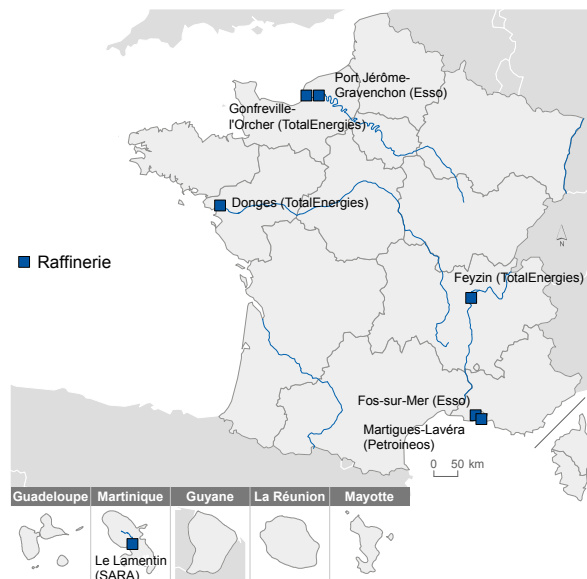 Port Jérôme-
Gravenchon (Esso)
Gonfreville-
l'Orcher (TotalEnergies)
Donges (TotalEnergies)
Raffinerie
N
Feyzin (TotalEnergies)
Fos-sur-Mer (Esso)
Martigues-Lavéra
(Petroineos)
0 50 km
Guadeloupe Martinique Guyane La Réunion Mayotte
Le Lamentin
(SARA)